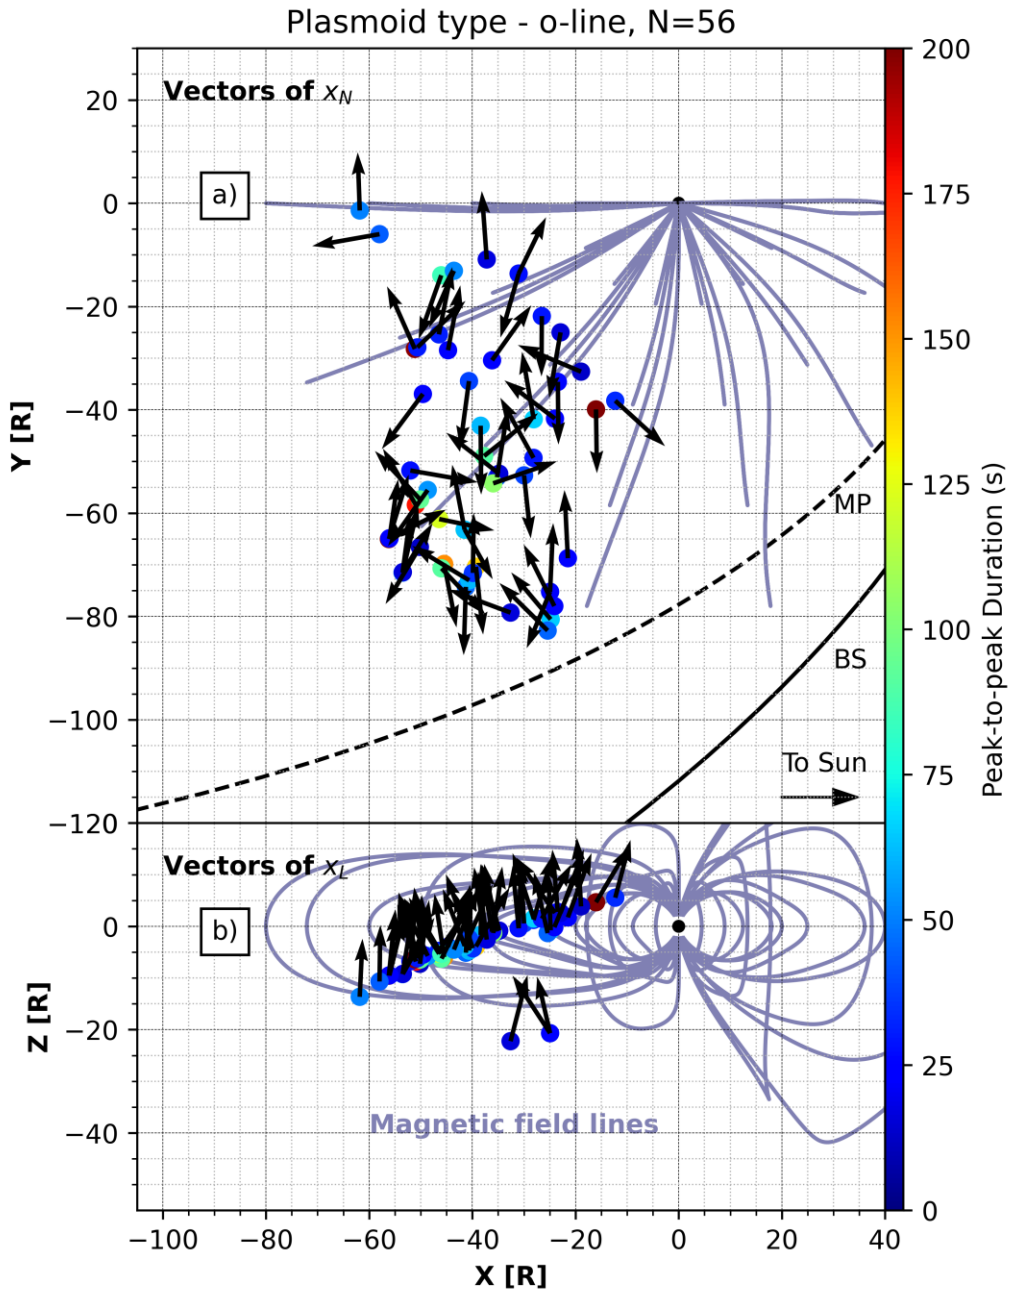 Plasmoid type - o-line, N=56
Vectors of x_N
a)
20
0
−20
−40
−60
−80
−100
−120
Y [R]
MP
BS
To Sun
Vectors of x_L
b)
0
−20
−40
Z [R]
Magnetic field lines
−100
−80
−60
−40
−20
0
20
40
X [R]
200
175
150
125
100
75
50
25
0
Peak-to-peak Duration (s)